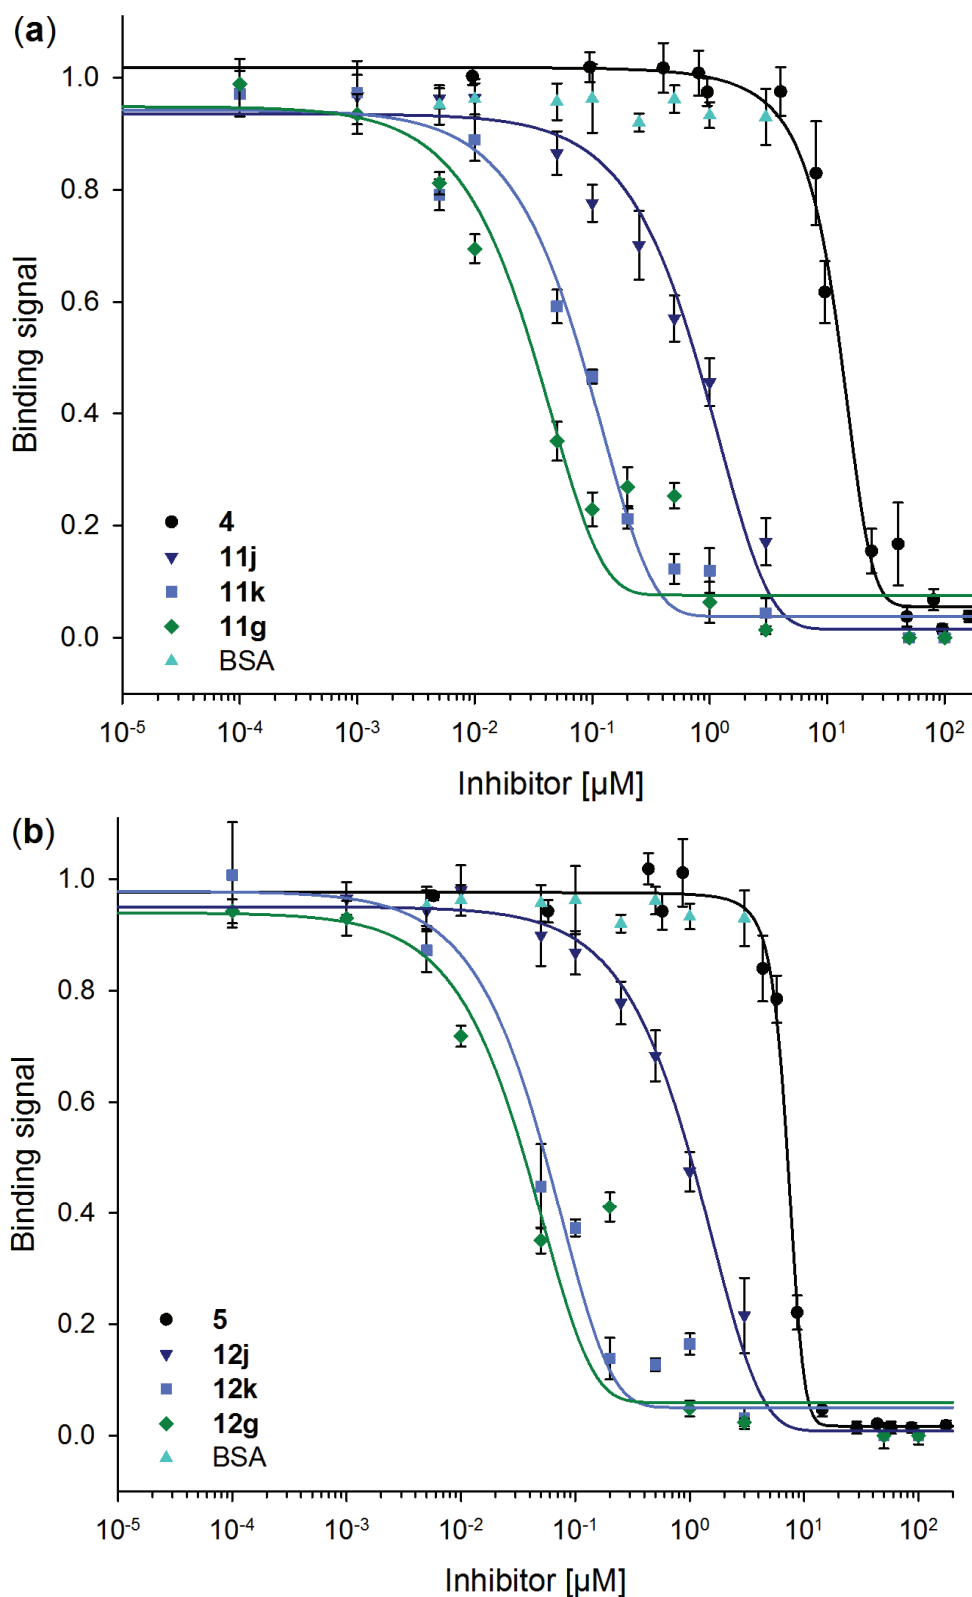 (a)
1.0
0.8
0.6
0.4
0.2
0.0
Binding signal
4
11j
11k
11g
BSA
10⁻⁵ 10⁻⁴ 10⁻³ 10⁻² 10⁻¹ 10⁰ 10¹ 10²
Inhibitor [µM]
(b)
1.0
0.8
0.6
0.4
0.2
0.0
Binding signal
5
12j
12k
12g
BSA
10⁻⁵ 10⁻⁴ 10⁻³ 10⁻² 10⁻¹ 10⁰ 10¹ 10²
Inhibitor [µM]